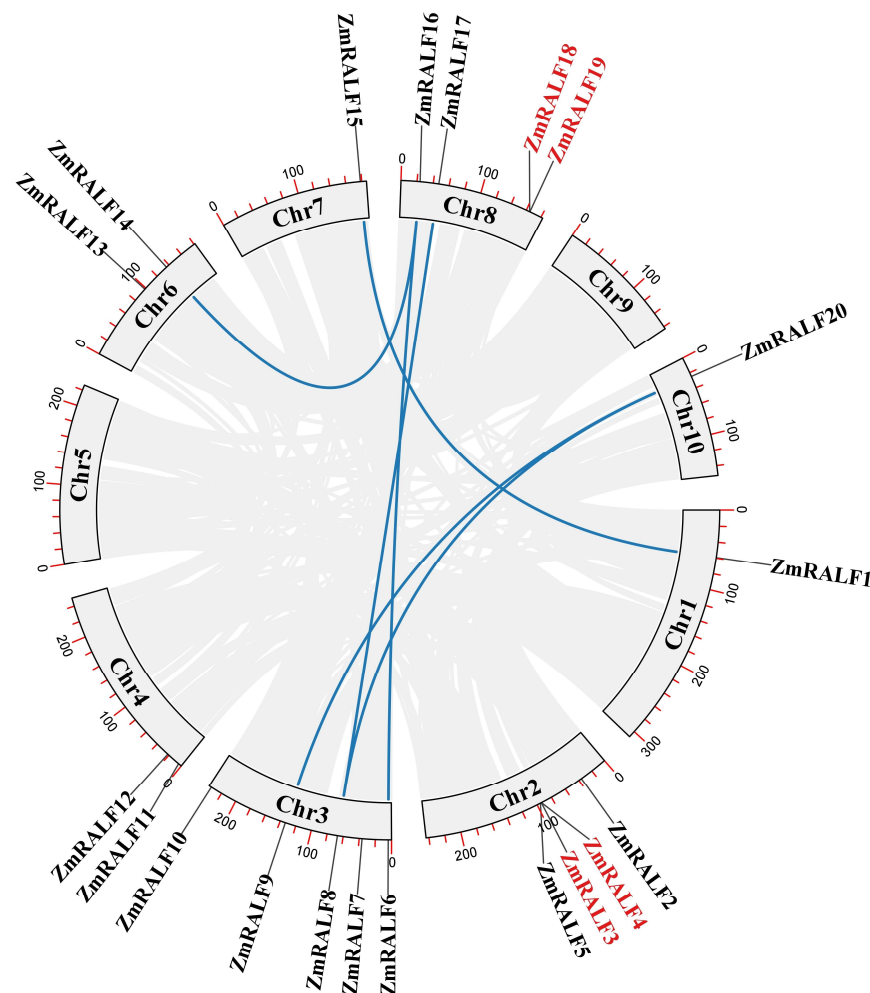 ZmRALF15
ZmRALF16
ZmRALF17
ZmRALF18
ZmRALF19
ZmRALF14
ZmRALF13
0
100
Chr7
0
100
Chr8
0
100
Chr9
0
100
Chr6
ZmRALF20
0
100
Chr10
200
100
0
Chr5
0
100
200
300
Chr1
ZmRALF1
200
100
0
Chr4
ZmRALF12
ZmRALF11
ZmRALF10
200
100
0
Chr3
ZmRALF9
ZmRALF8
ZmRALF7
ZmRALF6
200
100
0
Chr2
ZmRALF5
ZmRALF3
ZmRALF4
ZmRALF2